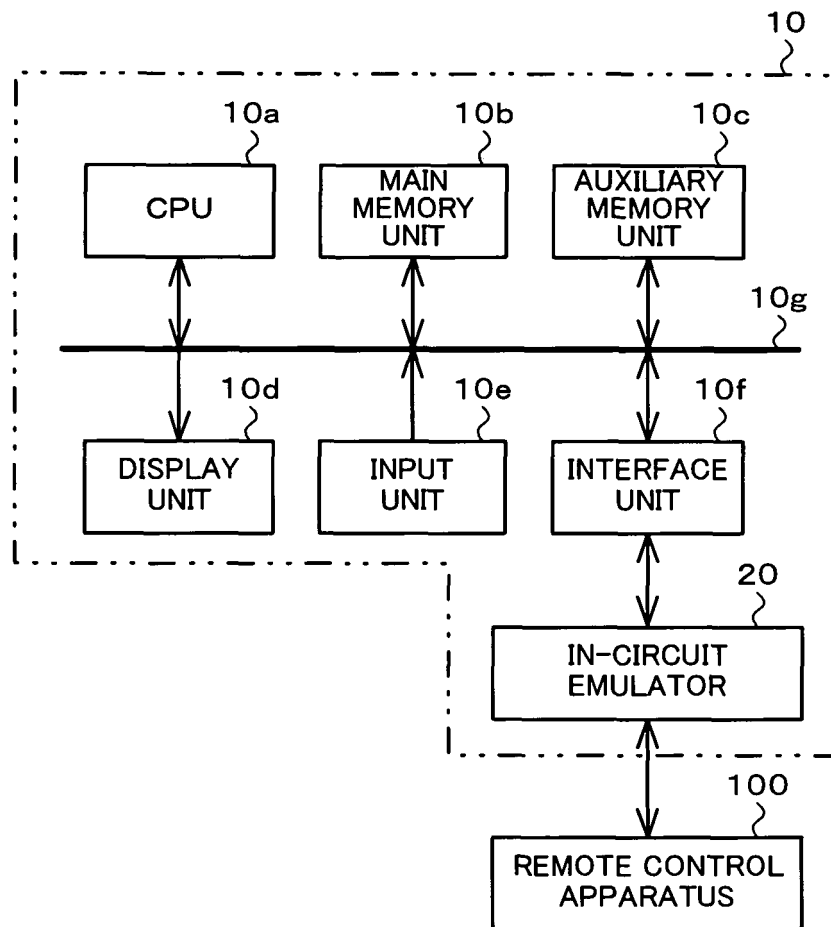 10
10a
10b
10c
CPU
MAIN
MEMORY
UNIT
AUXILIARY
MEMORY
UNIT
10g
10d
10e
10f
DISPLAY
UNIT
INPUT
UNIT
INTERFACE
UNIT
20
IN-CIRCUIT
EMULATOR
100
REMOTE CONTROL
APPARATUS